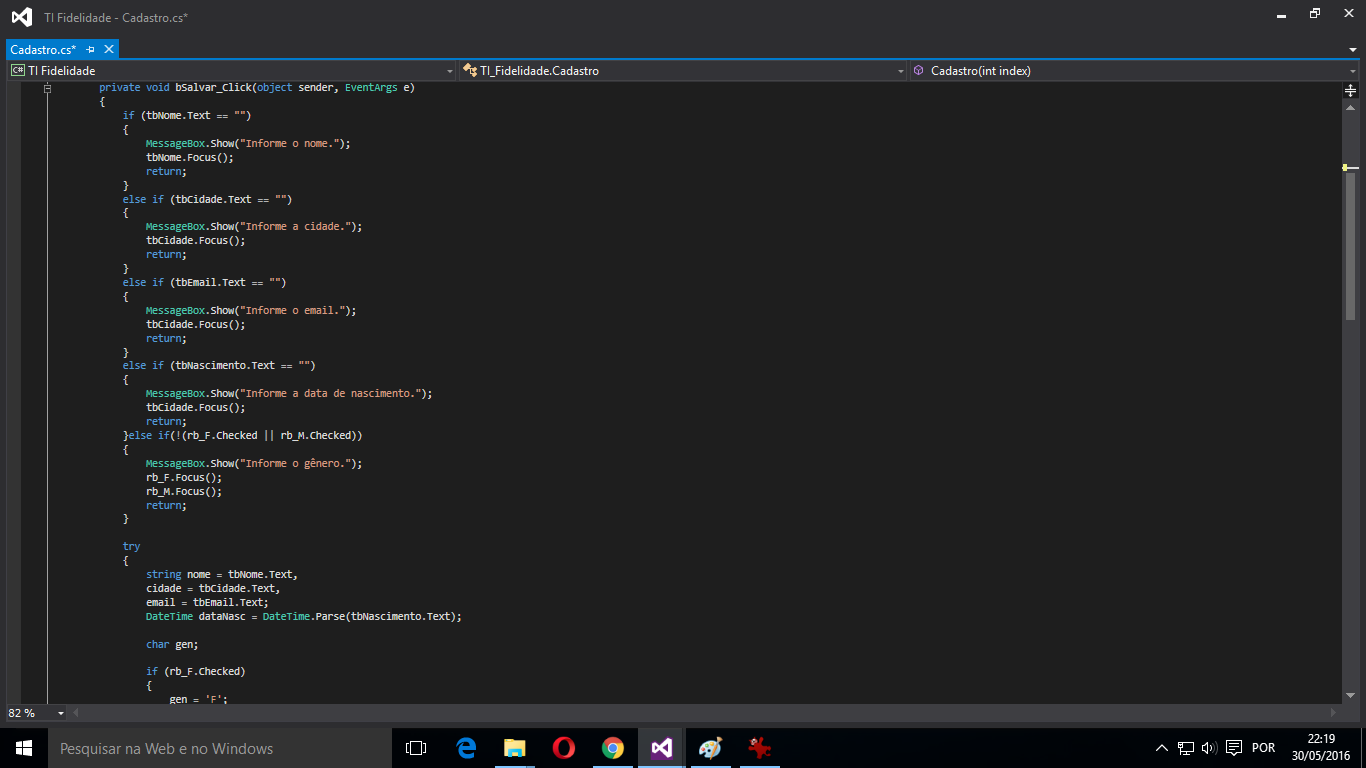 TI Fidelidade - Cadastro.cs*
Cadastro.cs*
C# TI Fidelidade TI_Fidelidade.Cadastro Cadastro(int index)
private void bSalvar_Click(object sender, EventArgs e)
{
if (tbNome.Text == "")
{
MessageBox.Show("Informe o nome.");
tbNome.Focus();
return;
}
else if (tbCidade.Text == "")
{
MessageBox.Show("Informe a cidade.");
tbCidade.Focus();
return;
}
else if (tbEmail.Text == "")
{
MessageBox.Show("Informe o email.");
tbCidade.Focus();
return;
}
else if (tbNascimento.Text == "")
{
MessageBox.Show("Informe a data de nascimento.");
tbCidade.Focus();
return;
}else if(!(rb_F.Checked || rb_M.Checked))
{
MessageBox.Show("Informe o gênero.");
rb_F.Focus();
rb_M.Focus();
return;
}
try
{
string nome = tbNome.Text,
cidade = tbCidade.Text,
email = tbEmail.Text;
DateTime dataNasc = DateTime.Parse(tbNascimento.Text);
char gen;
if (rb_F.Checked)
{
gen = 'F';
82 %
Pesquisar na Web e no Windows
POR
22:19
30/05/2016